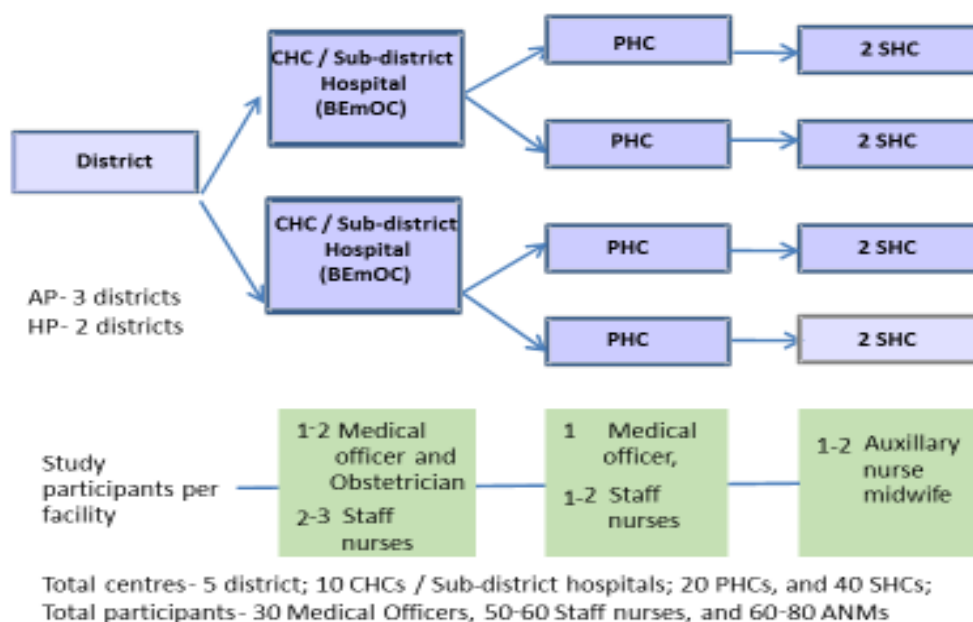 CHC / Sub-district
Hospital
(BEmOC)
PHC
2 SHC
PHC
2 SHC
District
CHC / Sub-district
Hospital
(BEmOC)
PHC
2 SHC
PHC
2 SHC
AP- 3 districts
HP- 2 districts
Study
participants per
facility
1-2 Medical
officer and
Obstetrician
2-3 Staff
nurses
1 Medical
officer,
1-2 Staff
nurses
1-2 Auxillary
nurse
midwife
Total centres- 5 district; 10 CHCs / Sub-district hospitals; 20 PHCs, and 40 SHCs;
Total participants- 30 Medical Officers, 50-60 Staff nurses, and 60-80 ANMs